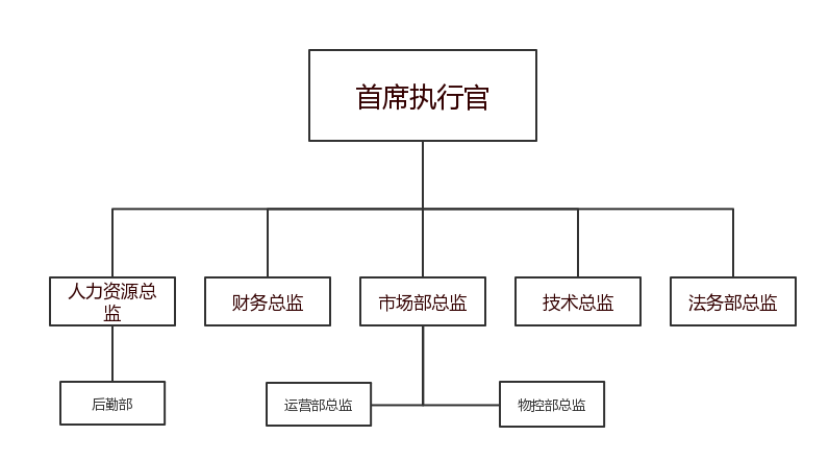 首席执行官
人力资源总
监
财务总监
市场部总监
技术总监
法务部总监
后勤部
运营部总监
物控部总监